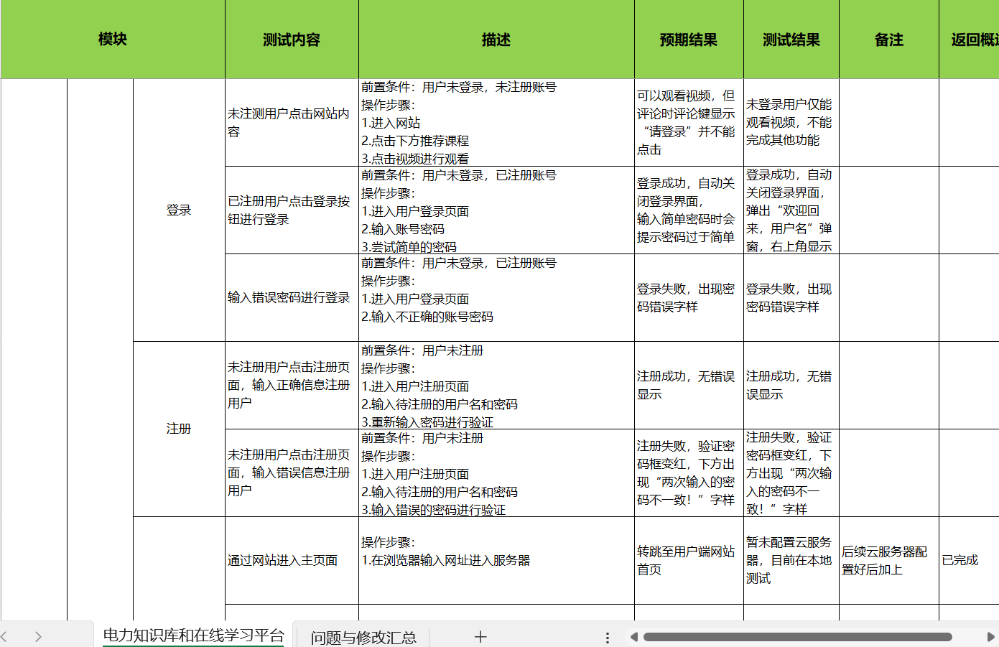 模块
测试内容
描述
预期结果
测试结果
备注
返回概
登录
未注测用户点击网站内
容
前置条件：用户未登录，未注册账号
操作步骤：
1.进入网站
2.点击下方推荐课程
3.点击视频进行观看
可以观看视频，但
评论时评论键显示
“请登录”并不能
点击
未登录用户仅能
观看视频，不能
完成其他功能
已注册用户点击登录按
钮进行登录
前置条件：用户未登录，已注册账号
操作步骤：
1.进入用户登录页面
2.输入账号密码
3.尝试简单的密码
登录成功，自动关
闭登录界面，
输入简单密码时会
提示密码过于简单
登录成功，自动
关闭登录界面，
弹出“欢迎回
来，用户名”弹
窗，右上角显示
输入错误密码进行登录
前置条件：用户未登录，已注册账号
操作步骤：
1.进入用户登录页面
2.输入不正确的账号密码
登录失败，出现密
码错误字样
登录失败，出现
密码错误字样
注册
未注册用户点击注册页
面，输入正确信息注册
用户
前置条件：用户未注册
操作步骤：
1.进入用户注册页面
2.输入待注册的用户名和密码
3.重新输入密码进行验证
注册成功，无错误
显示
注册成功，无错
误显示
未注册用户点击注册页
面，输入错误信息注册
用户
前置条件：用户未注册
操作步骤：
1.进入用户注册页面
2.输入待注册的用户名和密码
3.输入错误的密码进行验证
注册失败，验证密
码框变红，下方出
现“两次输入的密
码不一致！”字样
注册失败，验证
密码框变红，下
方出现“两次输
入的密码不一
致！”字样
通过网站进入主页面
操作步骤：
1.在浏览器输入网址进入服务器
转跳至用户端网站
首页
暂未配置云服务
器，目前在本地
测试
后续云服务器配
置好后加上
已完成
电力知识库和在线学习平台
问题与修改汇总